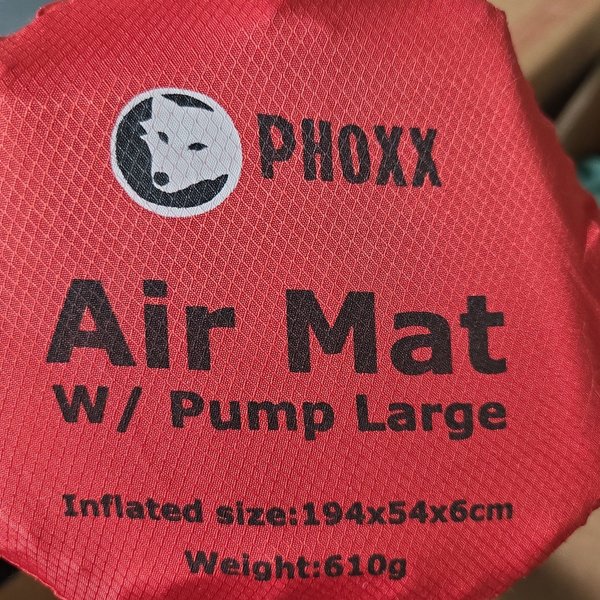 PHOXX
Air Mat
W/ Pump Large
Inflated size:194x54x6cm
Weight:610g